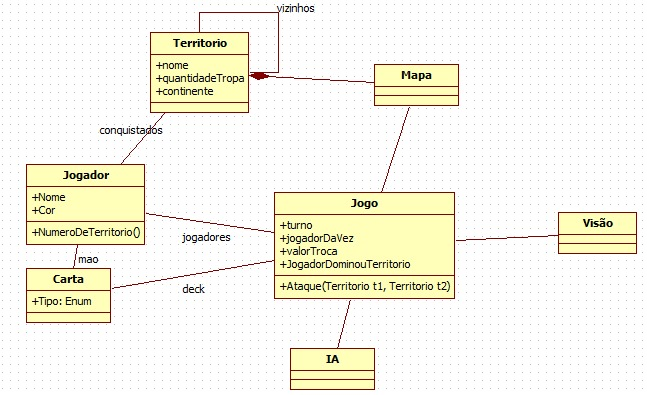 vizinhos
Territorio
+nome
+quantidadeTropa
+continente
Mapa
conquistados
Jogador
+Nome
+Cor
+NumeroDeTerritorio()
jogadores
Jogo
+turno
+jogadorDaVez
+valorTroca
+JogadorDominouTerritorio
+Ataque(Territorio t1, Territorio t2)
Visão
mao
Carta
+Tipo: Enum
deck
IA